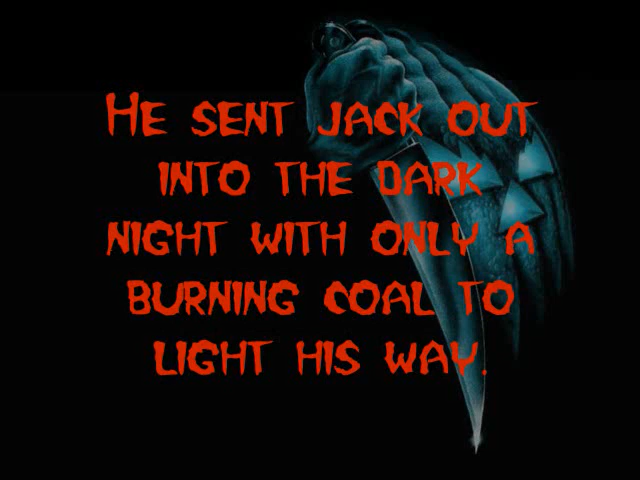 He sent jack out
into the dark
night with only a
burning coal to
light his way.